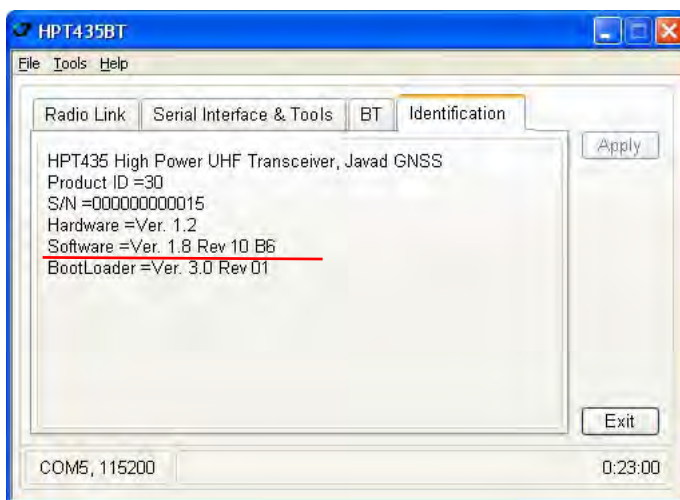 HPT435BT
File Tools Help
Radio Link Serial Interface & Tools BT Identification
Apply
HPT435 High Power UHF Transceiver, Javad GNSS
Product ID =30
S/N =000000000015
Hardware =Ver. 1.2
Software =Ver. 1.8 Rev 10 B6
BootLoader =Ver. 3.0 Rev 01
Exit
COM5, 115200 0:23:00